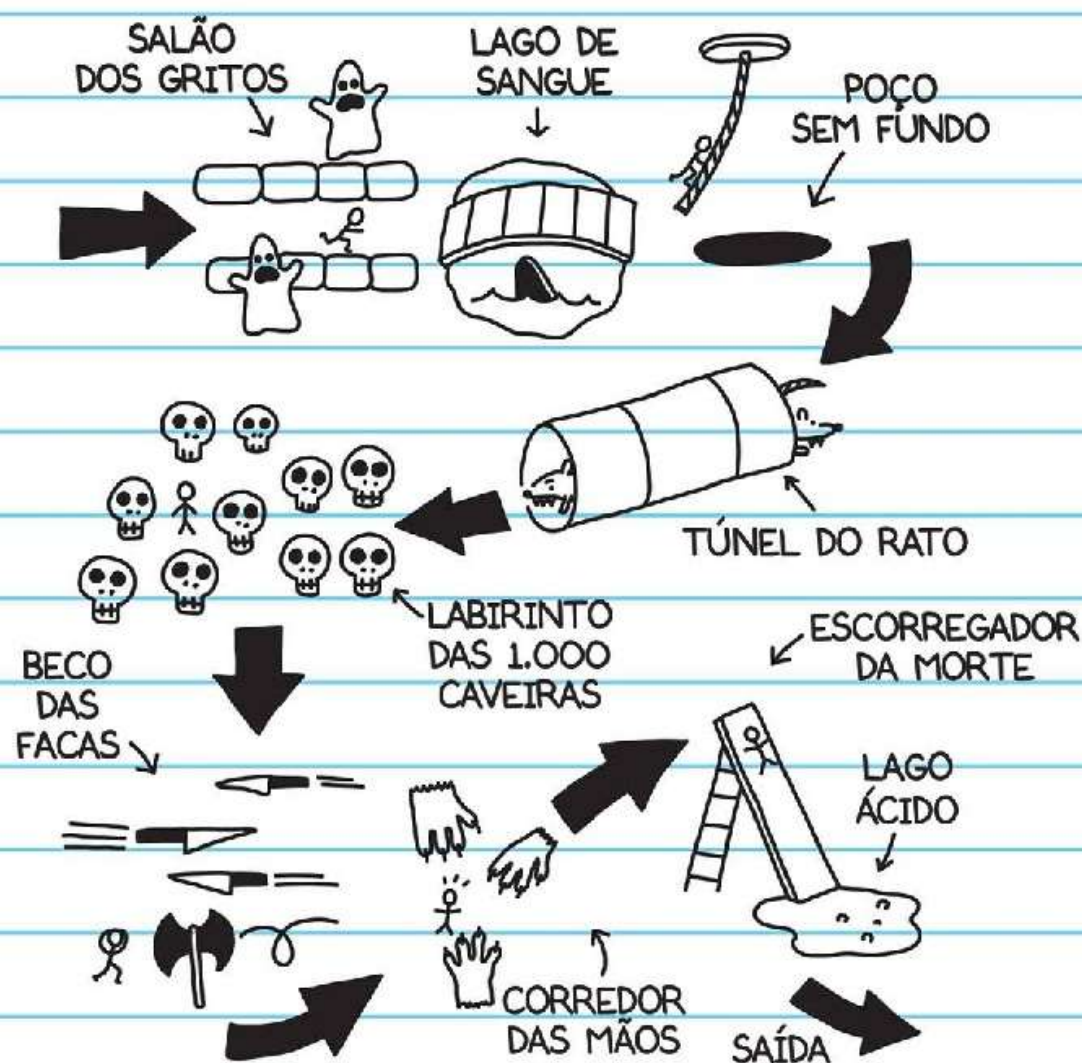 SALÃO
DOS GRITOS
LAGO DE
SANGUE
POÇO
SEM FUNDO
TÚNEL DO RATO
LABIRINTO
DAS 1.000
CAVEIRAS
BECO
DAS
FACAS
ESCORREGADOR
DA MORTE
LAGO
ÁCIDO
CORREDOR
DAS MÃOS
SAÍDA